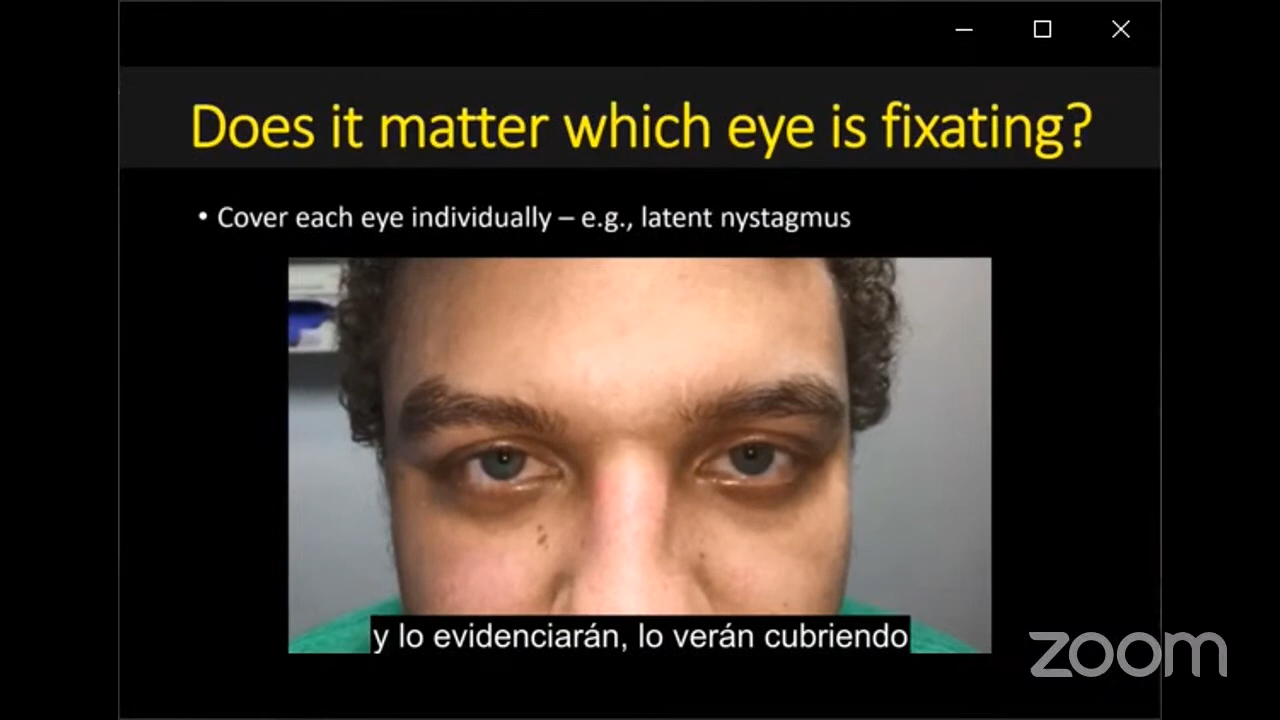 Does it matter which eye is fixating?
• Cover each eye individually – e.g., latent nystagmus
y lo evidenciarán, lo verán cubriendo
zoom